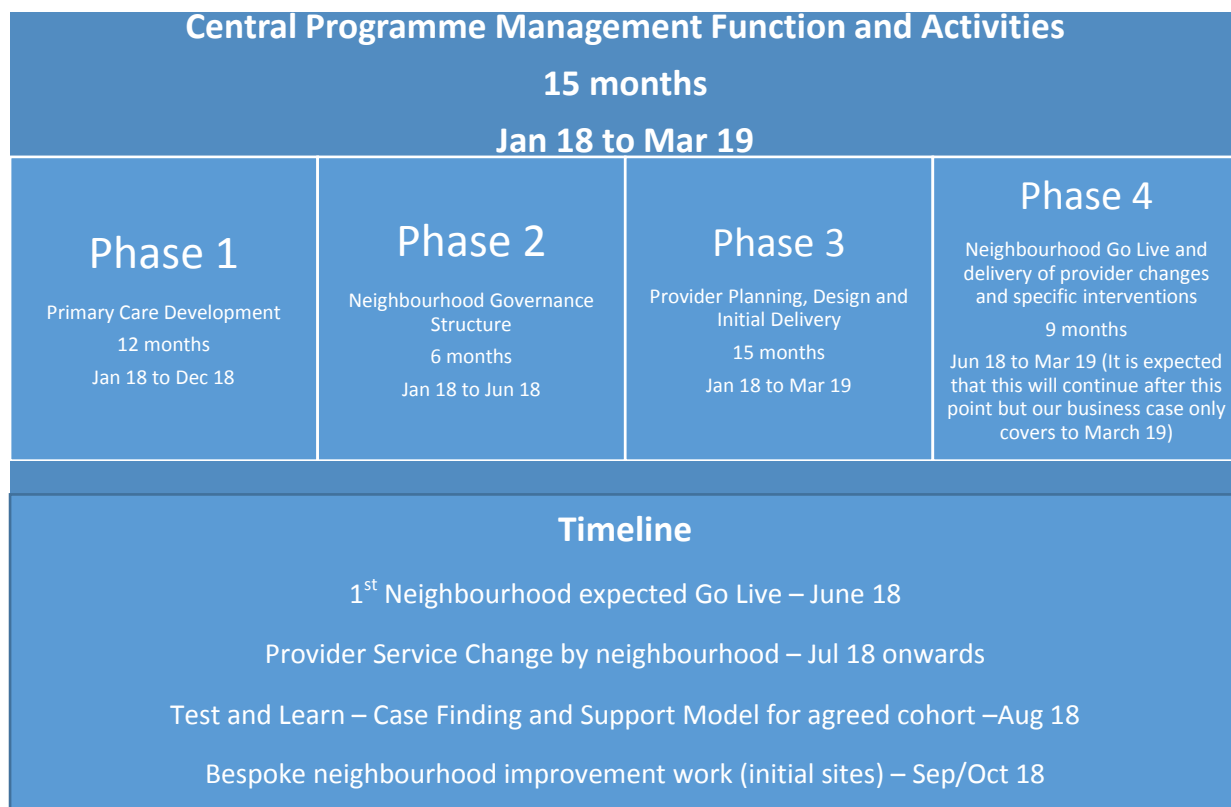 Central Programme Management Function and Activities
15 months
Jan 18 to Mar 19
Phase 1
Primary Care Development
12 months
Jan 18 to Dec 18
Phase 2
Neighbourhood Governance
Structure
6 months
Jan 18 to Jun 18
Phase 3
Provider Planning, Design and
Initial Delivery
15 months
Jan 18 to Mar 19
Phase 4
Neighbourhood Go Live and
delivery of provider changes
and specific interventions
9 months
Jun 18 to Mar 19 (It is expected
that this will continue after this
point but our business case only
covers to March 19)
Timeline
1st Neighbourhood expected Go Live – June 18
Provider Service Change by neighbourhood – Jul 18 onwards
Test and Learn – Case Finding and Support Model for agreed cohort –Aug 18
Bespoke neighbourhood improvement work (initial sites) – Sep/Oct 18